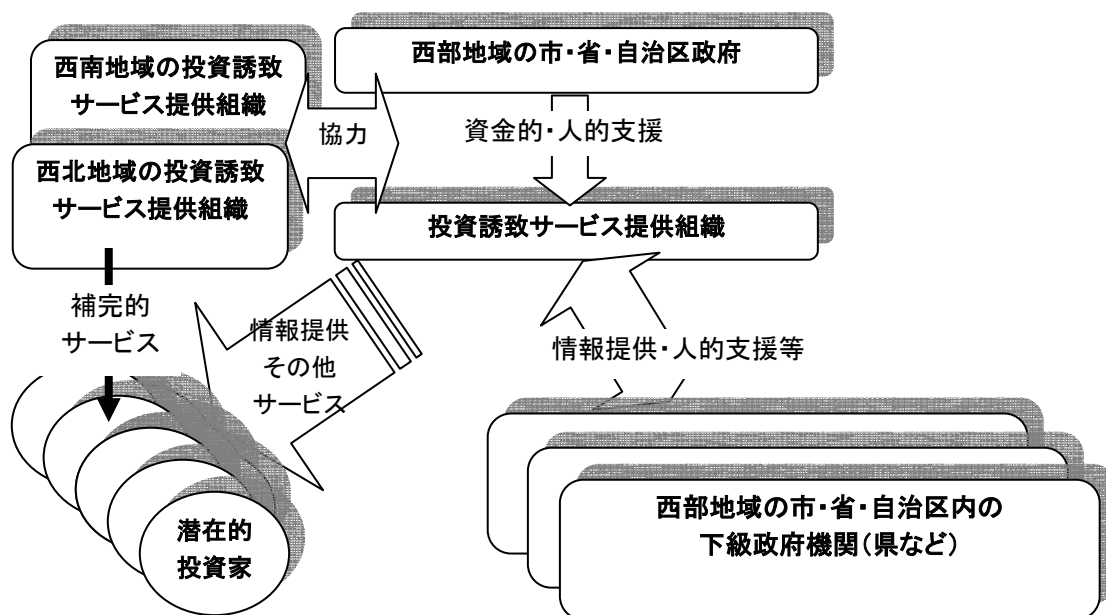 西南地域の投資誘致
サービス提供組織
西部地域の市・省・自治区政府
協力
資金的・人的支援
西北地域の投資誘致
サービス提供組織
投資誘致サービス提供組織
補完的
サービス
情報提供
その他
サービス
情報提供・人的支援等
潜在的
投資家
西部地域の市・省・自治区内の
下級政府機関（県など）